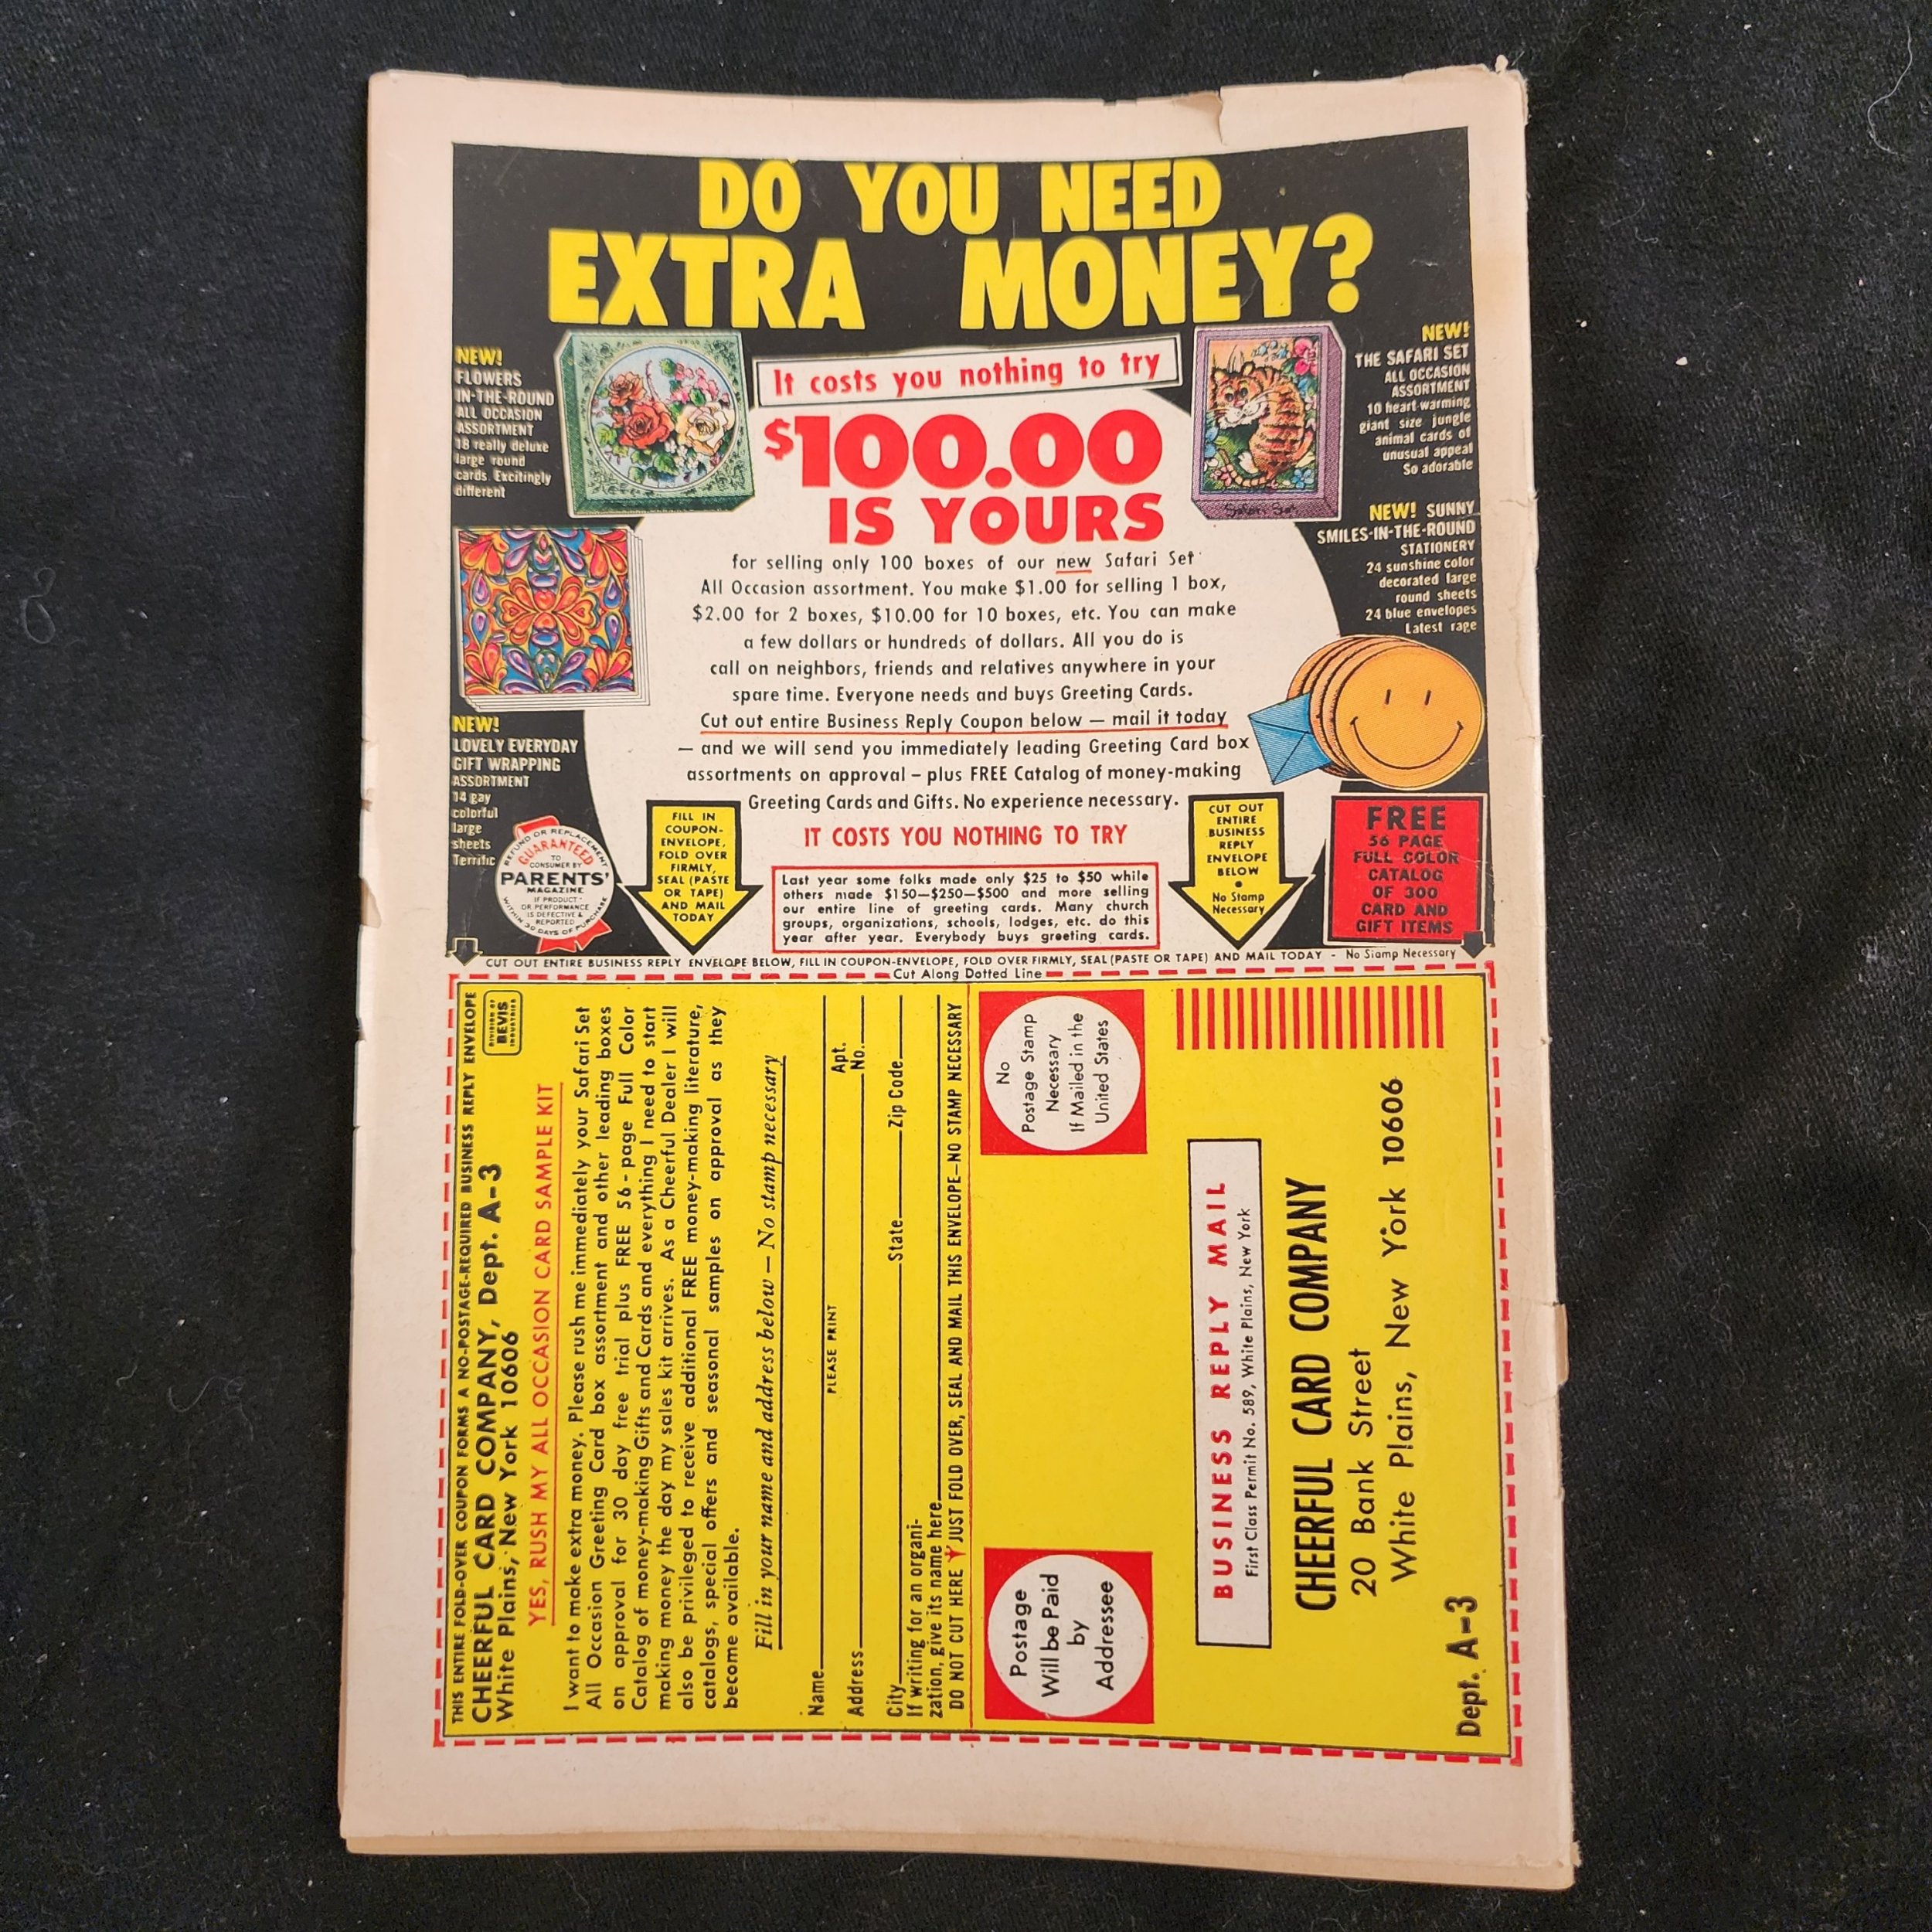 DO YOU NEED
EXTRA MONEY?
NEW!
FLOWERS
IN-THE-ROUND
ALL OCCASION
ASSORTMENT
18 really deluxe
large round
cards. Excitingly
different
It costs you nothing to try
$100.00
IS YOURS
Safari Set
NEW!
THE SAFARI SET
ALL OCCASION
ASSORTMENT
10 heart-warming
giant size jungle
animal cards of
unusual appeal
So adorable
NEW! SUNNY
SMILES-IN-THE-ROUND
STATIONERY
24 sunshine color
decorated large
round sheets
24 blue envelopes
Latest rage
for selling only 100 boxes of our new Safari Set
All Occasion assortment. You make $1.00 for selling 1 box,
$2.00 for 2 boxes, $10.00 for 10 boxes, etc. You can make
a few dollars or hundreds of dollars. All you do is
call on neighbors, friends and relatives anywhere in your
spare time. Everyone needs and buys Greeting Cards.
Cut out entire Business Reply Coupon below — mail it today
— and we will send you immediately leading Greeting Card box
assortments on approval – plus FREE Catalog of money-making
Greeting Cards and Gifts. No experience necessary.
IT COSTS YOU NOTHING TO TRY
NEW!
LOVELY EVERYDAY
GIFT WRAPPING
ASSORTMENT
14 gay
colorful
large
sheets
Terrific
REFUND OR REPLACEMENT
GUARANTEED
TO
CONSUMER BY
PARENTS'
MAGAZINE
IF PRODUCT
OR PERFORMANCE
IS DEFECTIVE &
REPORTED
WITHIN 30 DAYS OF PURCHASE
FILL IN
COUPON-
ENVELOPE,
FOLD OVER
FIRMLY,
SEAL (PASTE
OR TAPE)
AND MAIL
TODAY
Last year some folks made only $25 to $50 while
others made $150—$250—$500 and more selling
our entire line of greeting cards. Many church
groups, organizations, schools, lodges, etc. do this
year after year. Everybody buys greeting cards.
CUT OUT
ENTIRE
BUSINESS
REPLY
ENVELOPE
BELOW
•
No Stamp
Necessary
FREE
56 PAGE
FULL COLOR
CATALOG
OF 300
CARD AND
GIFT ITEMS
CUT OUT ENTIRE BUSINESS REPLY ENVELOPE BELOW, FILL IN COUPON-ENVELOPE, FOLD OVER FIRMLY, SEAL (PASTE OR TAPE) AND MAIL TODAY - No Stamp Necessary
Cut Along Dotted Line
THIS ENTIRE FOLD-OVER COUPON FORMS A NO-POSTAGE-REQUIRED BUSINESS REPLY ENVELOPE
CHEERFUL CARD COMPANY, Dept. A-3
White Plains, New York 10606
DIVISION OF
BEVIS
INDUSTRIES
YES, RUSH MY ALL OCCASION CARD SAMPLE KIT
I want to make extra money. Please rush me immediately your Safari Set
All Occasion Greeting Card box assortment and other leading boxes
on approval for 30 day free trial plus FREE 56-page Full Color
Catalog of money-making Gifts and Cards and everything I need to start
making money the day my sales kit arrives. As a Cheerful Dealer I will
also be privileged to receive additional FREE money-making literature,
catalogs, special offers and seasonal samples on approval as they
become available.
Fill in your name and address below — No stamp necessary
Name
PLEASE PRINT
Address Apt. No.
City State Zip Code
If writing for an organi-
zation, give its name here
DO NOT CUT HERE JUST FOLD OVER, SEAL AND MAIL THIS ENVELOPE—NO STAMP NECESSARY
Postage
Will be Paid
by
Addressee
No
Postage Stamp
Necessary
If Mailed in the
United States
BUSINESS REPLY MAIL
First Class Permit No. 589, White Plains, New York
CHEERFUL CARD COMPANY
20 Bank Street
White Plains, New York 10606
Dept. A-3